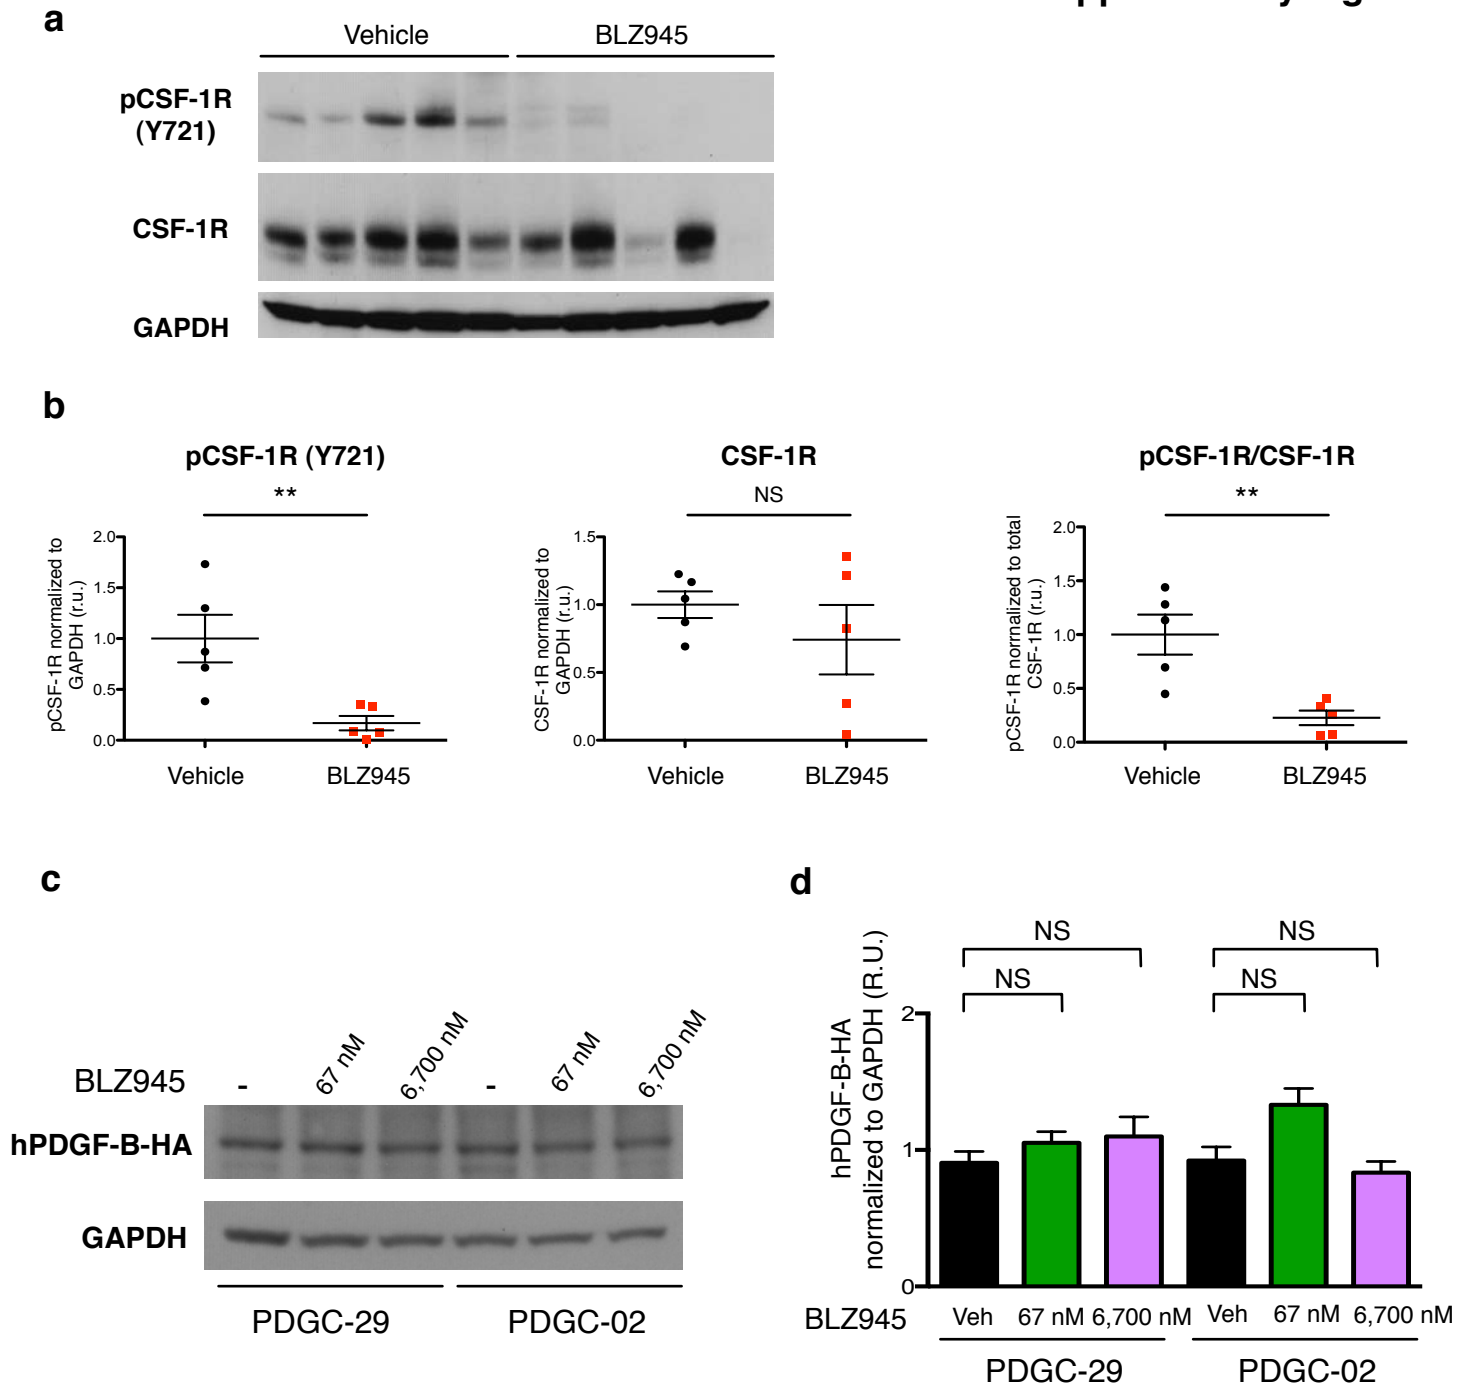 a
Vehicle
BLZ945
pCSF-1R
(Y721)
CSF-1R
GAPDH
b
pCSF-1R (Y721)
**
pCSF-1R normalized to
GAPDH (r.u.)
2.0
1.5
1.0
0.5
0.0
Vehicle
BLZ945
CSF-1R
NS
CSF-1R normalized to
GAPDH (r.u.)
1.5
1.0
0.5
0.0
Vehicle
BLZ945
pCSF-1R/CSF-1R
**
pCSF-1R normalized to total
CSF-1R (r.u.)
2.0
1.5
1.0
0.5
0.0
Vehicle
BLZ945
c
BLZ945 - 67 nM 6,700 nM - 67 nM 6,700 nM
hPDGF-B-HA
GAPDH
PDGC-29
PDGC-02
d
NS
NS
NS
NS
hPDGF-B-HA
normalized to GAPDH (R.U.)
2
1
0
BLZ945 Veh 67 nM 6,700 nM Veh 67 nM 6,700 nM
PDGC-29
PDGC-02